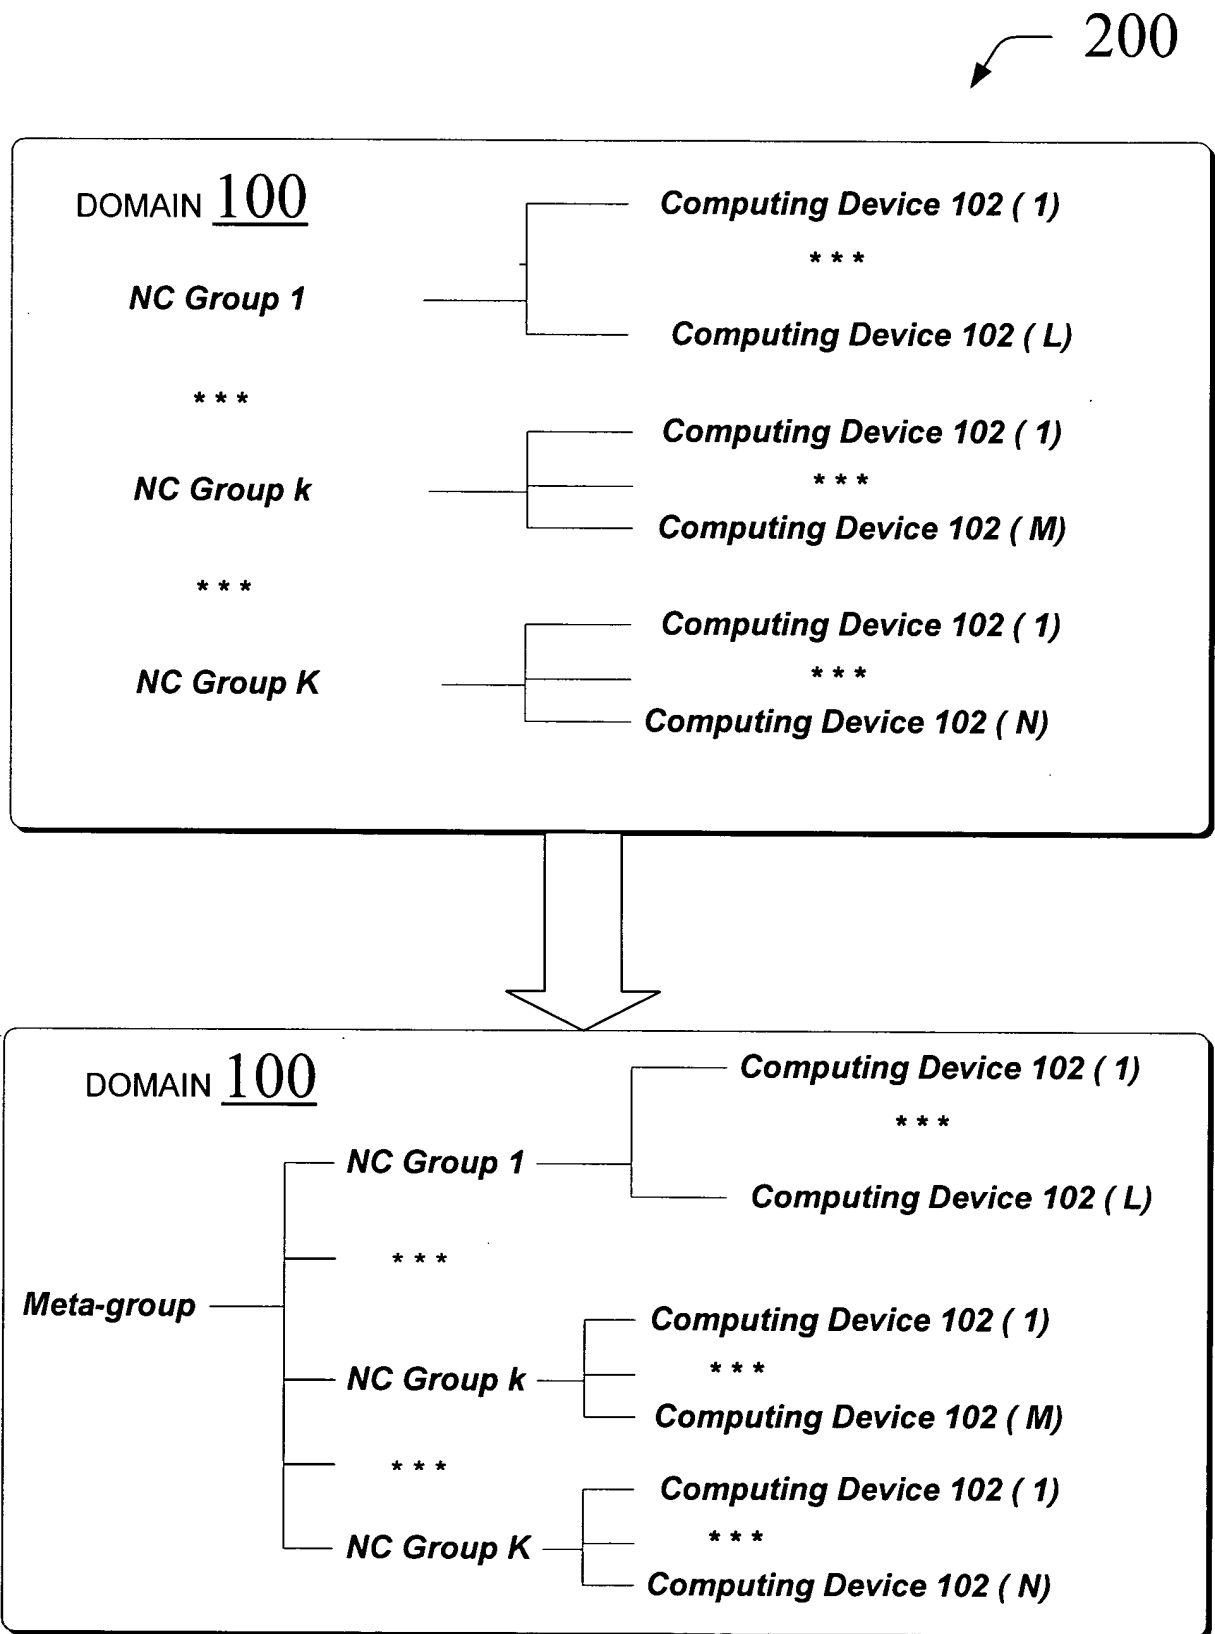 200
DOMAIN 100
Computing Device 102 ( 1)
* * *
NC Group 1
Computing Device 102 ( L)
* * *
Computing Device 102 ( 1)
NC Group k
* * *
Computing Device 102 ( M)
* * *
Computing Device 102 ( 1)
NC Group K
* * *
Computing Device 102 ( N)
DOMAIN 100
Computing Device 102 ( 1)
* * *
NC Group 1
Computing Device 102 ( L)
* * *
Meta-group
Computing Device 102 ( 1)
NC Group k
* * *
Computing Device 102 ( M)
* * *
Computing Device 102 ( 1)
NC Group K
* * *
Computing Device 102 ( N)